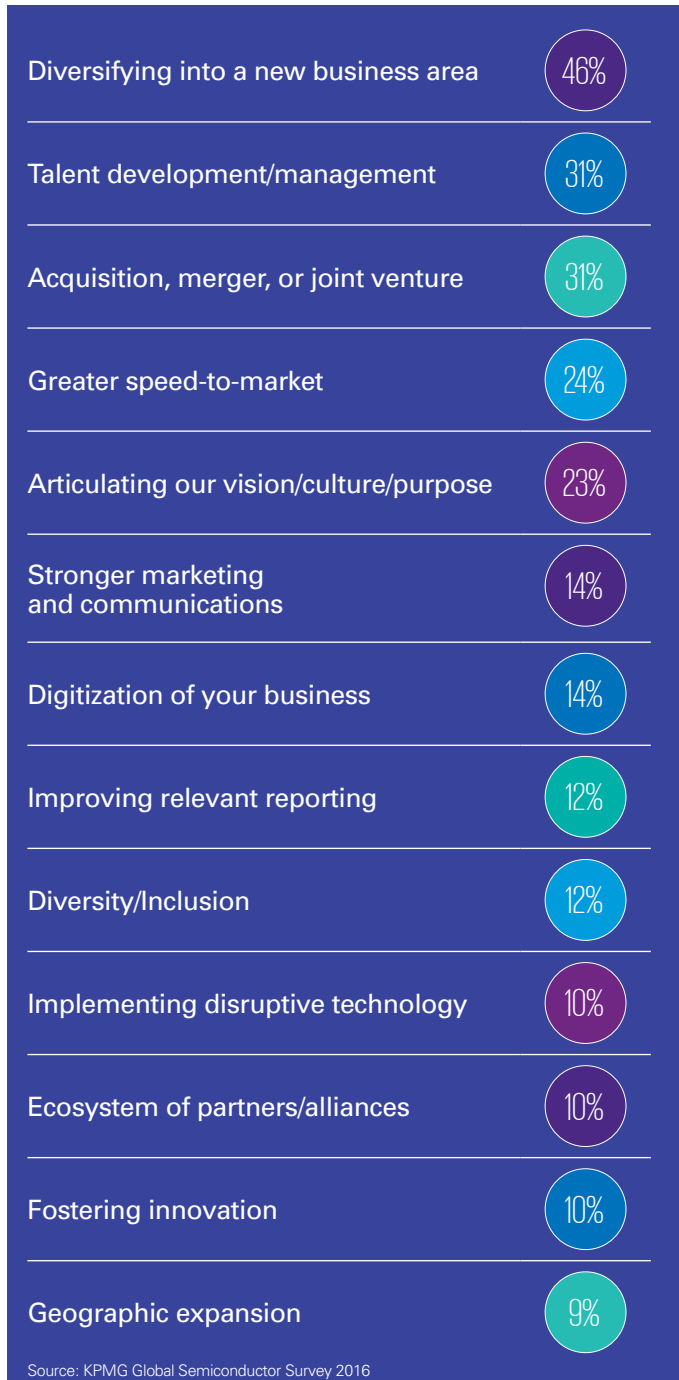 Diversifying into a new business area 46%
Talent development/management 31%
Acquisition, merger, or joint venture 31%
Greater speed-to-market 24%
Articulating our vision/culture/purpose 23%
Stronger marketing
and communications 14%
Digitization of your business 14%
Improving relevant reporting 12%
Diversity/Inclusion 12%
Implementing disruptive technology 10%
Ecosystem of partners/alliances 10%
Fostering innovation 10%
Geographic expansion 9%
Source: KPMG Global Semiconductor Survey 2016